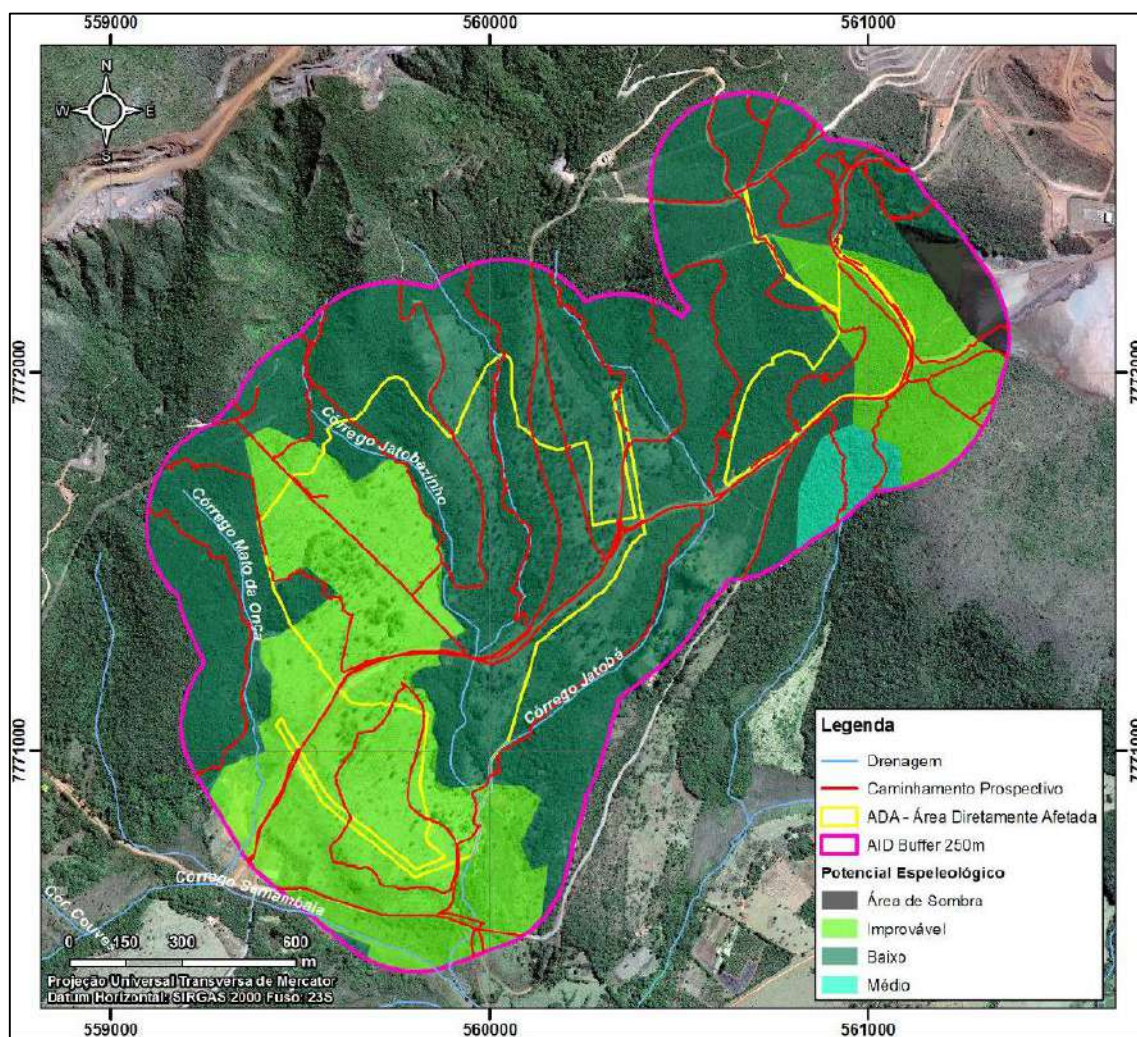 559000 560000 561000
N
W E
S
7772000 7772000
Córrego Jatobazinho
Córrego Mato da Onça
Córrego Jatobá
7771000 7771000
Córrego Samambaia
Cor. Couves
0 150 300 600
m
Projeção Universal Transversa de Mercator
Datum Horizontal: SIRGAS 2000 Fuso: 23S
Legenda
Drenagem
Caminhamento Prospectivo
ADA - Área Diretamente Afetada
AID Buffer 250m
Potencial Espeleológico
Área de Sombra
Improvável
Baixo
Médio
559000 560000 561000